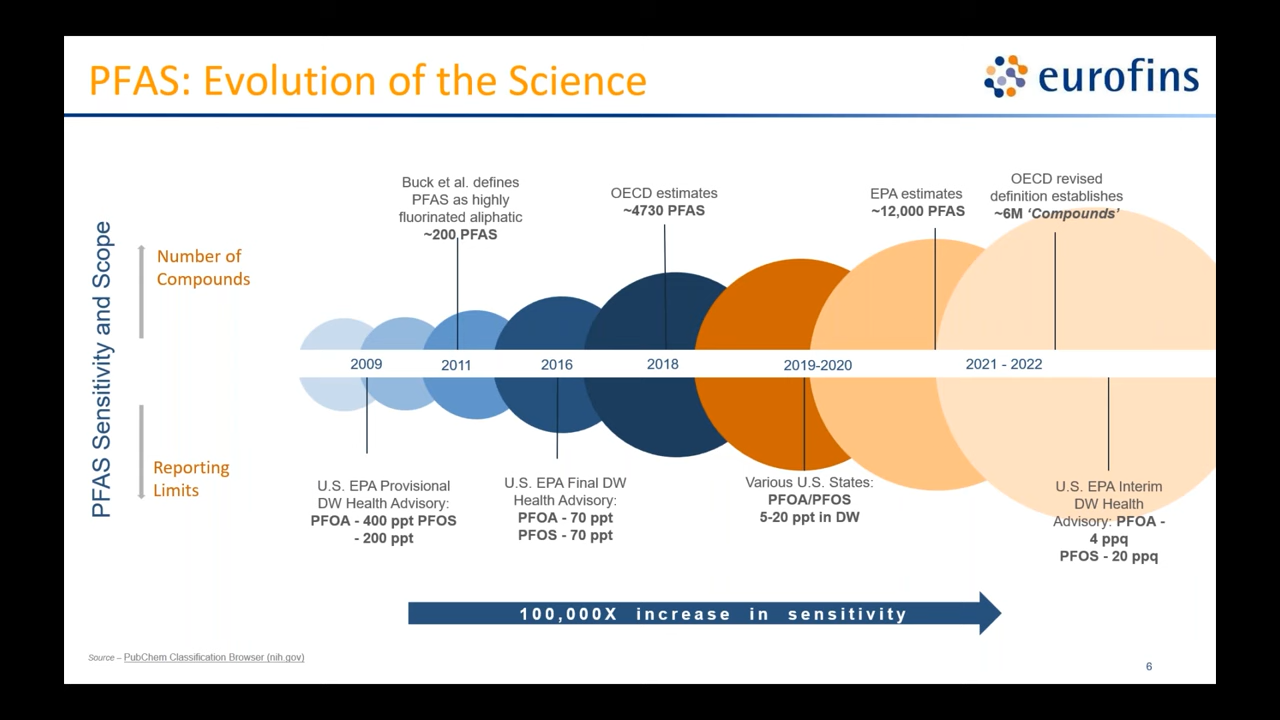 PFAS: Evolution of the Science
eurofins
PFAS Sensitivity and Scope
Number of
Compounds
Buck et al. defines
PFAS as highly
fluorinated aliphatic
~200 PFAS
OECD estimates
~4730 PFAS
EPA estimates
~12,000 PFAS
OECD revised
definition establishes
~6M ‘Compounds’
2009
2011
2016
2018
2019-2020
2021 - 2022
Reporting
Limits
U.S. EPA Provisional
DW Health Advisory:
PFOA - 400 ppt PFOS
- 200 ppt
U.S. EPA Final DW
Health Advisory:
PFOA - 70 ppt
PFOS - 70 ppt
Various U.S. States:
PFOA/PFOS
5-20 ppt in DW
U.S. EPA Interim
DW Health
Advisory: PFOA -
4 ppq
PFOS - 20 ppq
100,000X increase in sensitivity
Source – PubChem Classification Browser (nih.gov)
6